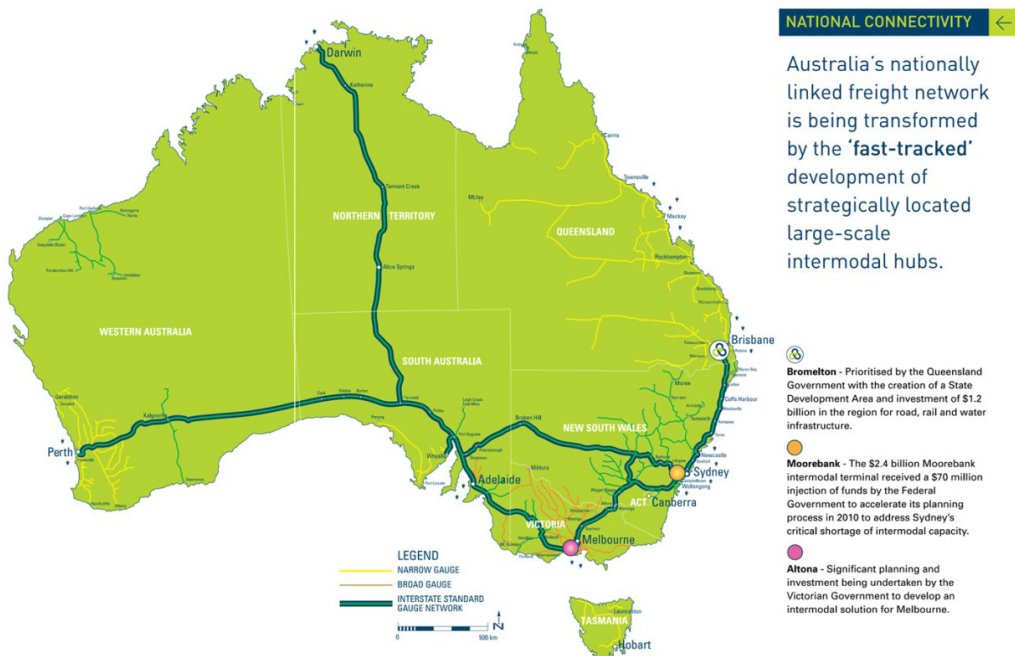 NATIONAL CONNECTIVITY
Australia's nationally
linked freight network
is being transformed
by the 'fast-tracked'
development of
strategically located
large-scale
intermodal hubs.
Bromelton - Prioritised by the Queensland
Government with the creation of a State
Development Area and investment of $1.2
billion in the region for road, rail and water
infrastructure.
Moorebank - The $2.4 billion Moorebank
intermodal terminal received a $70 million
injection of funds by the Federal
Government to accelerate its planning
process in 2010 to address Sydney's
critical shortage of intermodal capacity.
Altona - Significant planning and
investment being undertaken by the
Victorian Government to develop an
intermodal solution for Melbourne.
Darwin
Katherine
Tennant Creek
NORTHERN TERRITORY
Alice Springs
Cairns
Townsville
Mt.Isa
Mackay
QUEENSLAND
Rockhampton
Brisbane
WESTERN AUSTRALIA
Geraldton
Kalgoorlie
Perth
Esperance
Albany
SOUTH AUSTRALIA
Tarcoola
Port Augusta
Whyalla
Port Lincoln
Adelaide
Broken Hill
NEW SOUTH WALES
Moree
Tamworth
Coffs Harbour
Newcastle
Sydney
Wollongong
ACT
Canberra
Mildura
VICTORIA
Melbourne
TASMANIA
Launceston
Hobart
LEGEND
NARROW GAUGE
BROAD GAUGE
INTERSTATE STANDARD
GAUGE NETWORK
0 500 km
N